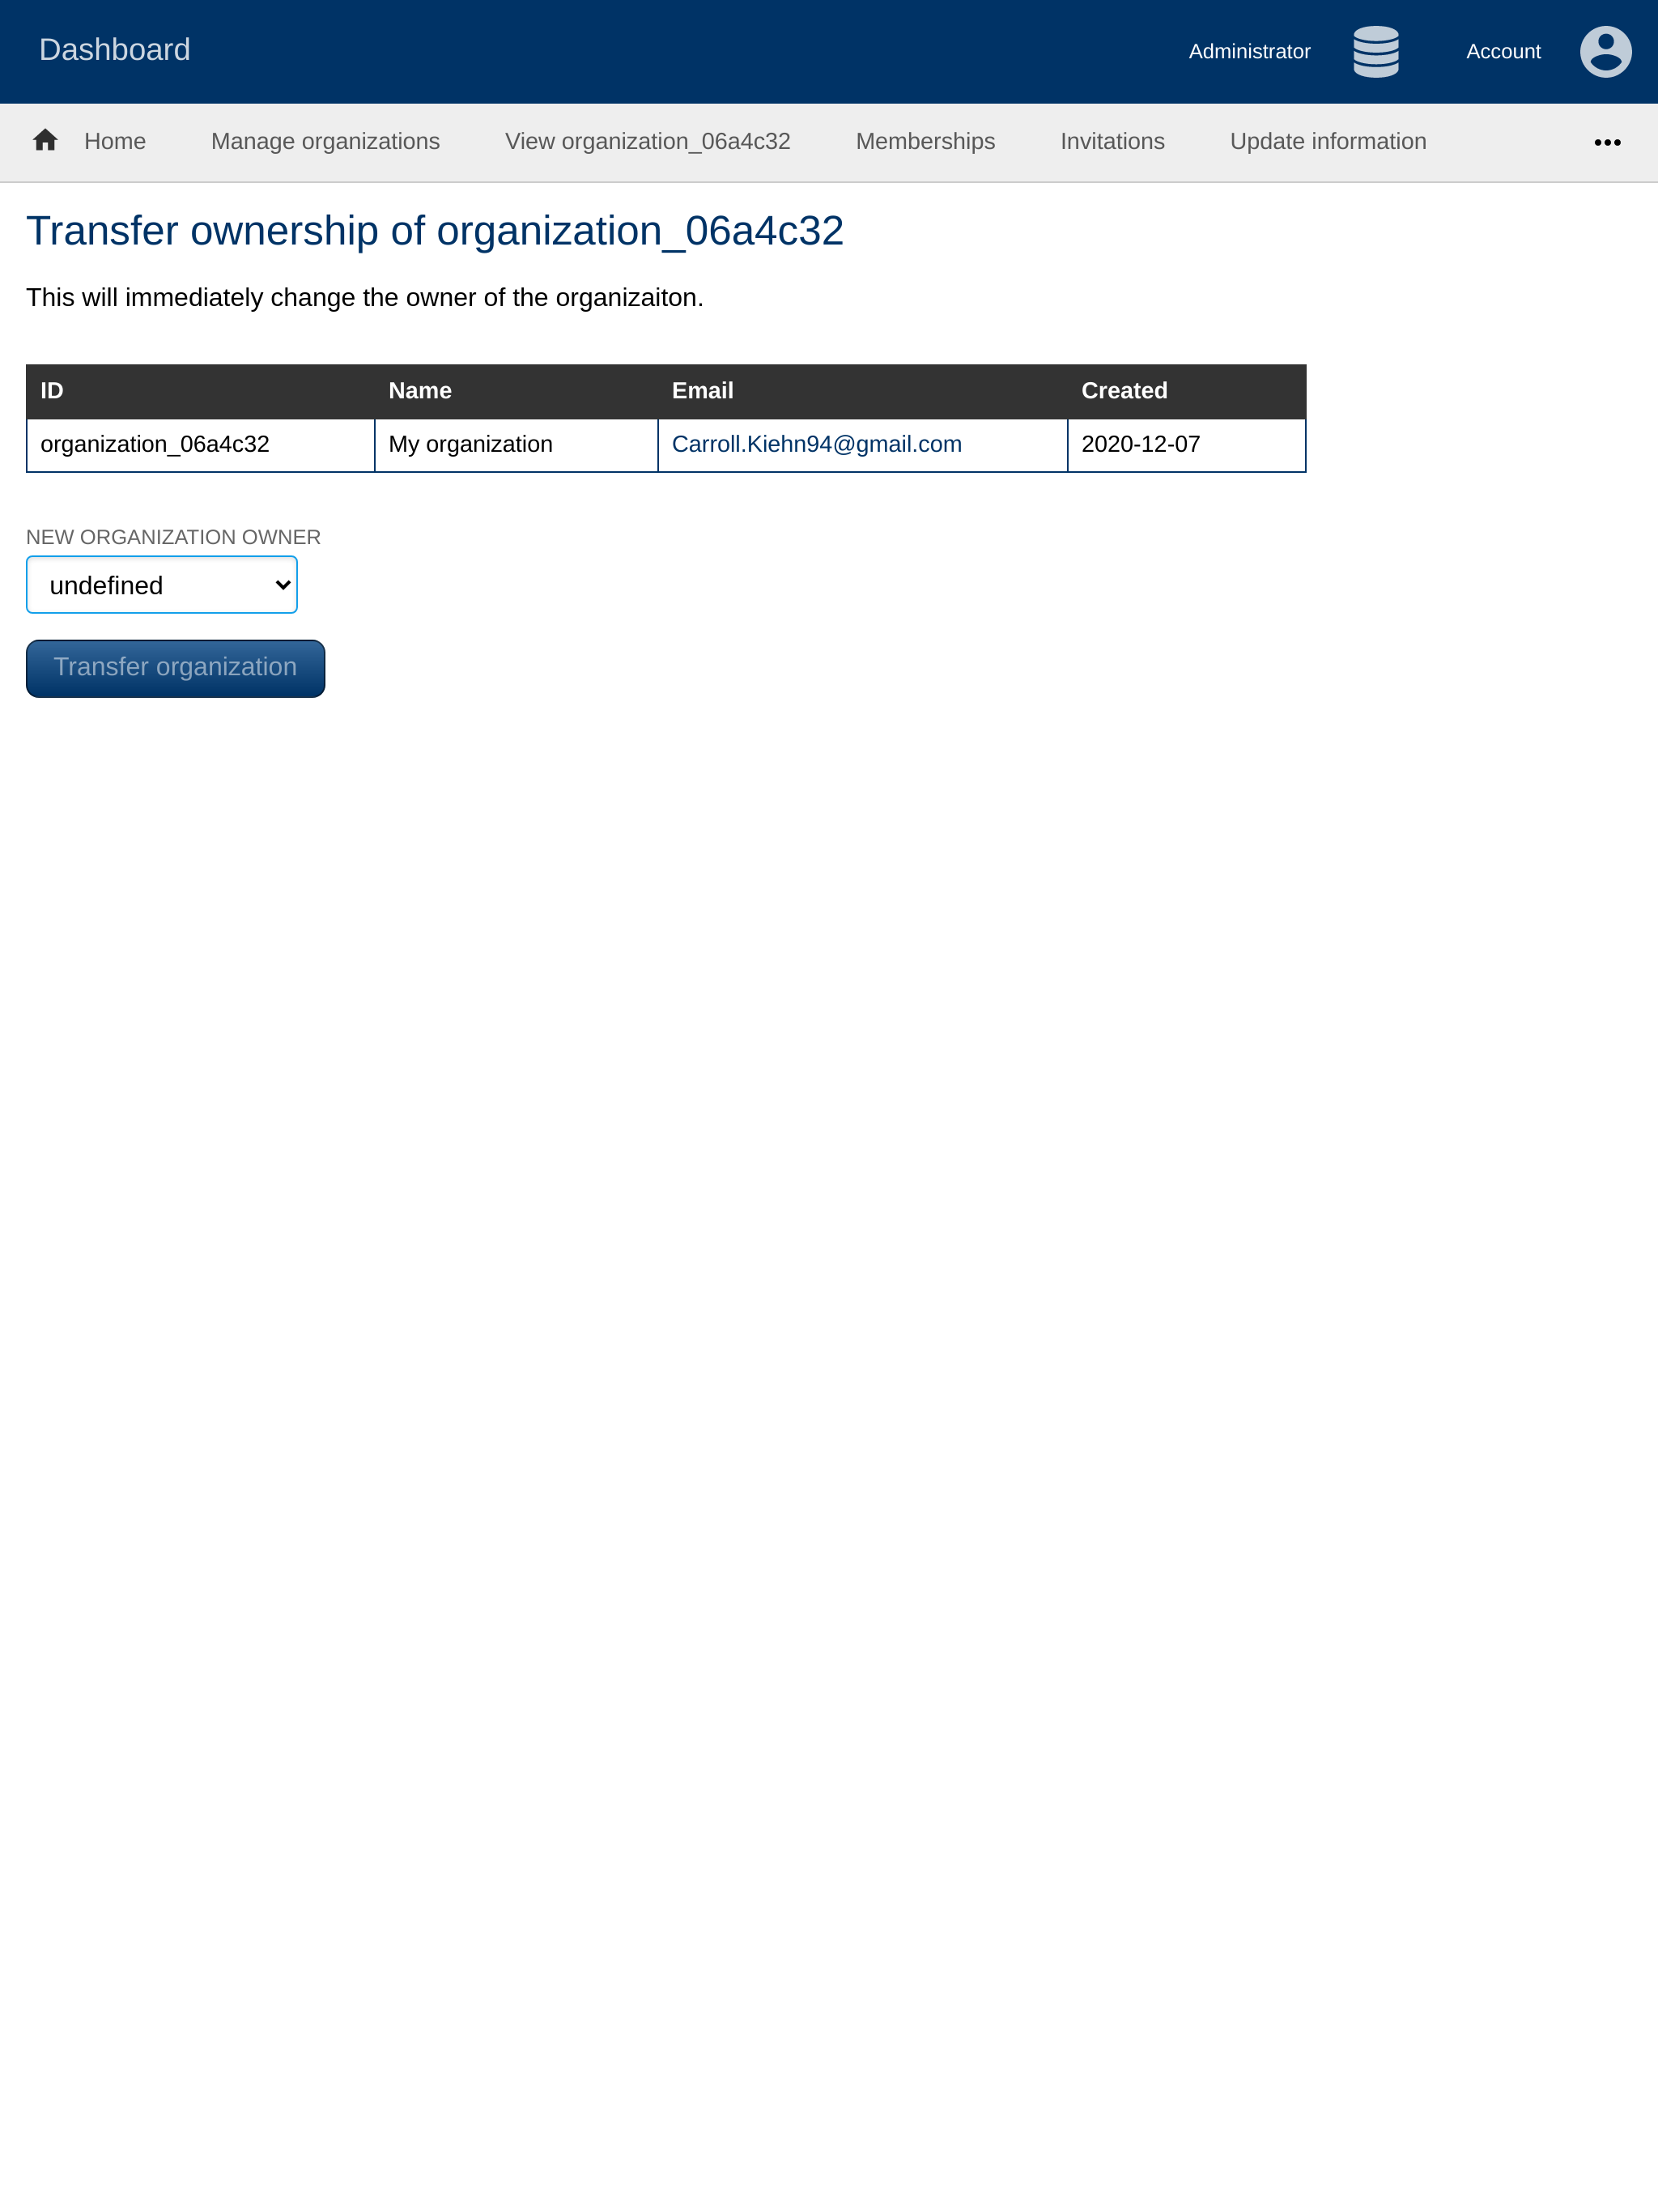 Dashboard Administrator Account
Home Manage organizations View organization_06a4c32 Memberships Invitations Update information
Transfer ownership of organization_06a4c32
This will immediately change the owner of the organizaiton.
ID Name Email Created
organization_06a4c32 My organization Carroll.Kiehn94@gmail.com 2020-12-07
NEW ORGANIZATION OWNER
undefined
Transfer organization